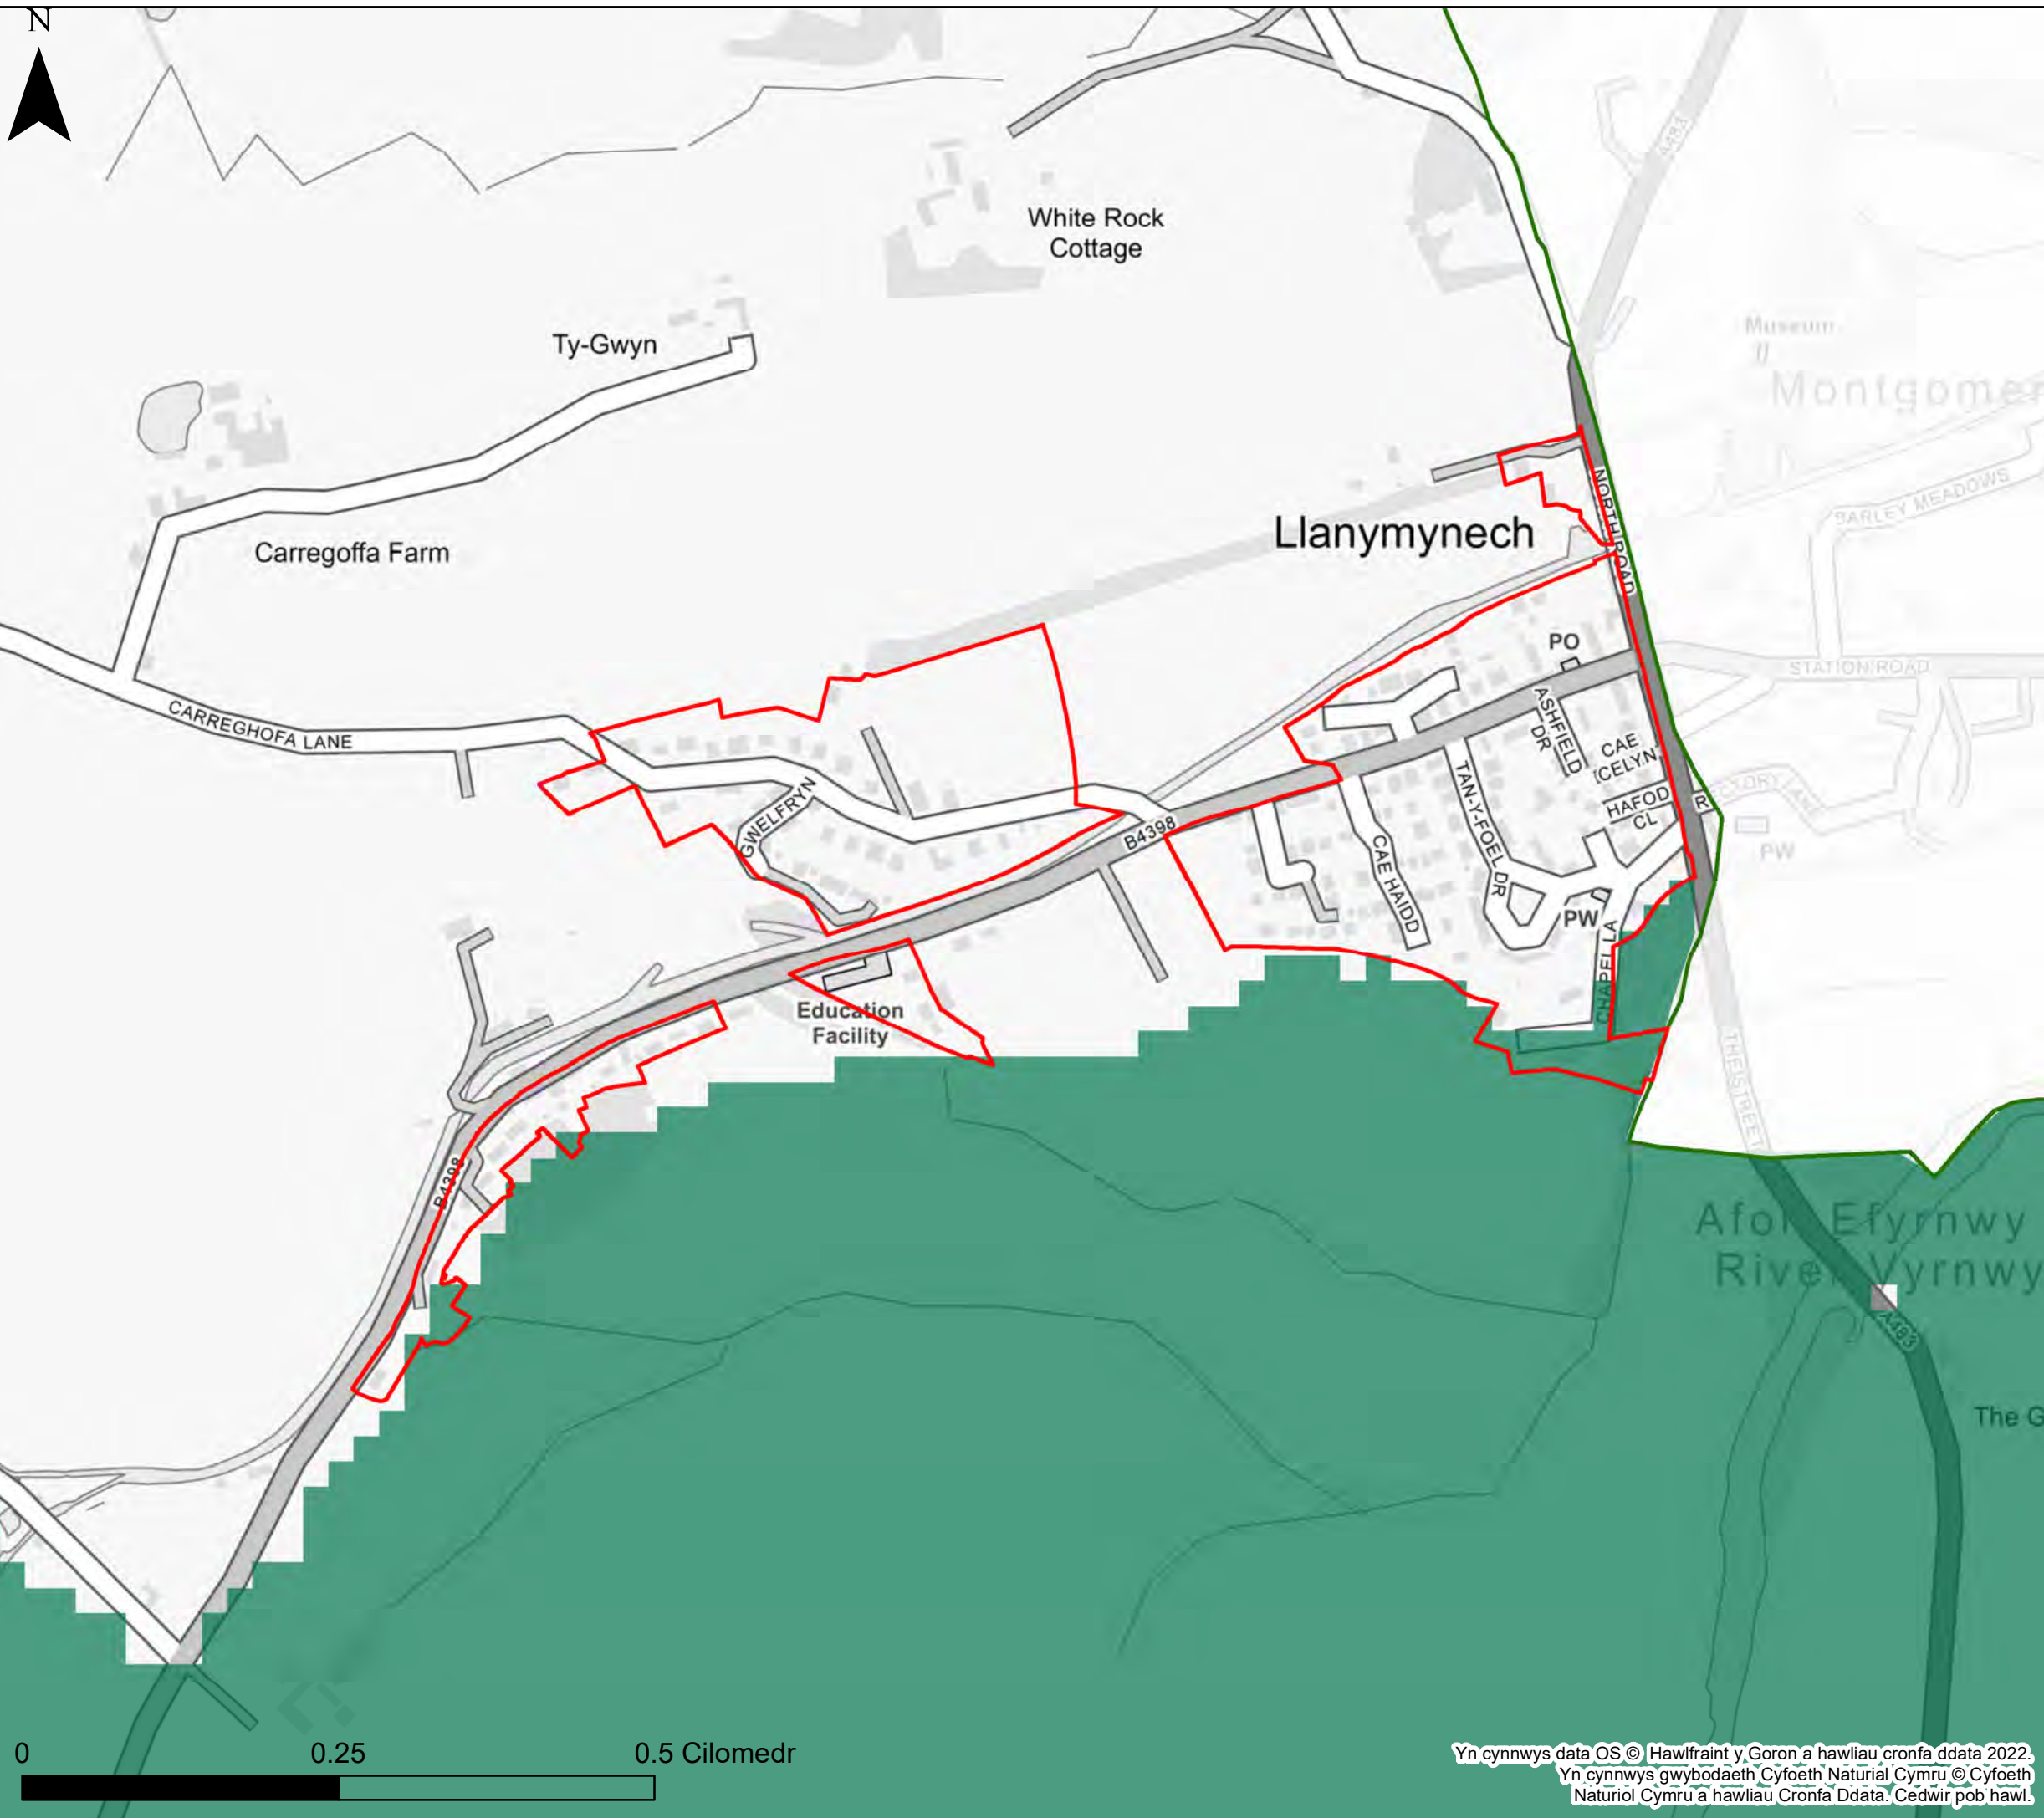 N
A483
White Rock
Cottage
Museum
Ty-Gwyn
NORTH ROAD
BARLEY MEADOWS
Llanymynech
Carregoffa Farm
PO
STATION ROAD
CARREGHOFA LANE
ASHFIELD
DR
CAE
CELYN
TAN-Y-FOEL DR
HAFOD
CL
GWELFRYN
B4398
CAE HAIDD
PW
PW
CHAPEL LA
Education
Facility
THE STREET
B4398
Afon Efyrnwy
River Vyrnwy
A483
The G
0
0.25
0.5 Cilomedr
Yn cynnwys data OS © Hawlfraint y Goron a hawliau cronfa ddata 2022.
Yn cynnwys gwybodaeth Cyfoeth Naturial Cymru © Cyfoeth
Naturiol Cymru a hawliau Cronfa Ddata. Cedwir pob hawl.